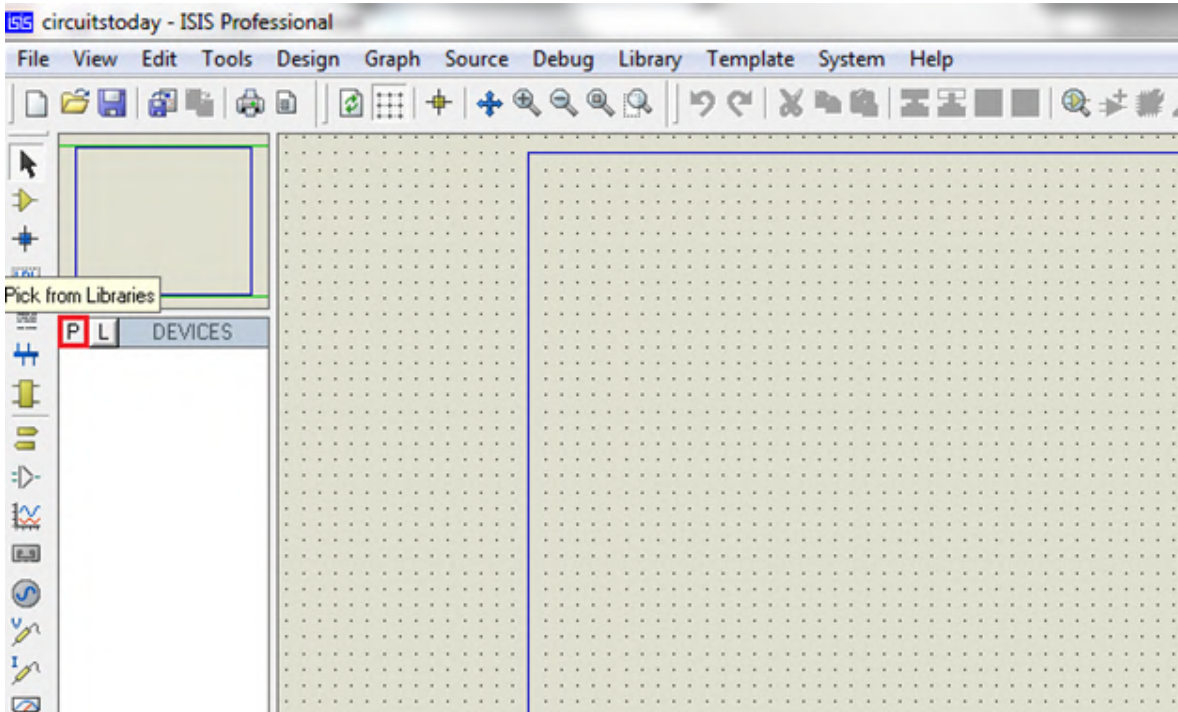 isis circuitstoday - ISIS Professional
File View Edit Tools Design Graph Source Debug Library Template System Help
Pick from Libraries
P L DEVICES